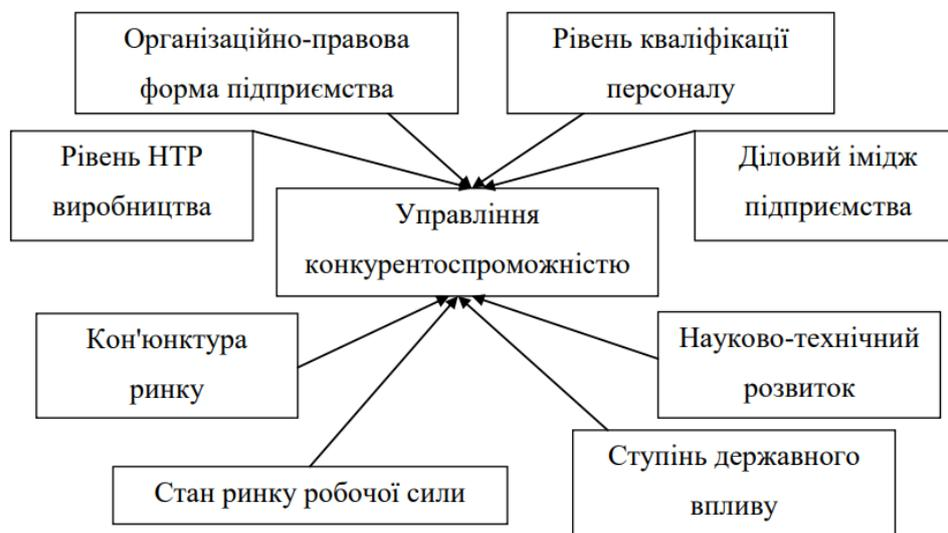 Організаційно-правова
форма підприємства
Рівень кваліфікації
персоналу
Рівень НТР
виробництва
Діловий імідж
підприємства
Управління
конкурентоспроможністю
Кон'юнктура
ринку
Науково-технічний
розвиток
Стан ринку робочої сили
Ступінь державного
впливу